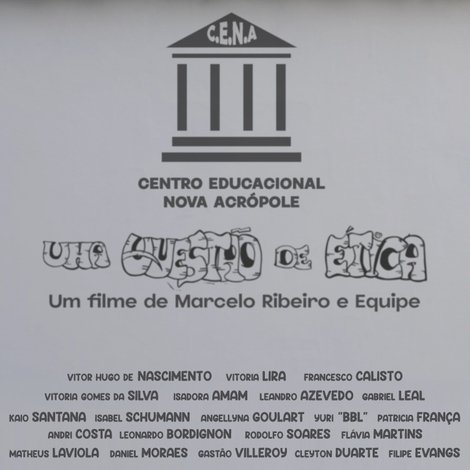 C.E.N.A
CENTRO EDUCACIONAL
NOVA ACRÓPOLE
UMA QUESTÃO DE ÉTICA
Um filme de Marcelo Ribeiro e Equipe
VITOR HUGO DE NASCIMENTO VITORIA LIRA FRANCESCO CALISTO
VITORIA GOMES DA SILVA ISADORA AMAM LEANDRO AZEVEDO GABRIEL LEAL
KAIO SANTANA ISABEL SCHUMANN ANGELLYNA GOULART YURI "BBL" PATRICIA FRANÇA
ANDRI COSTA LEONARDO BORDIGNON RODOLFO SOARES FLÁVIA MARTINS
MATHEUS LAVIOLA DANIEL MORAES GASTÃO VILLEROY CLEYTON DUARTE FILIPE EVANGS